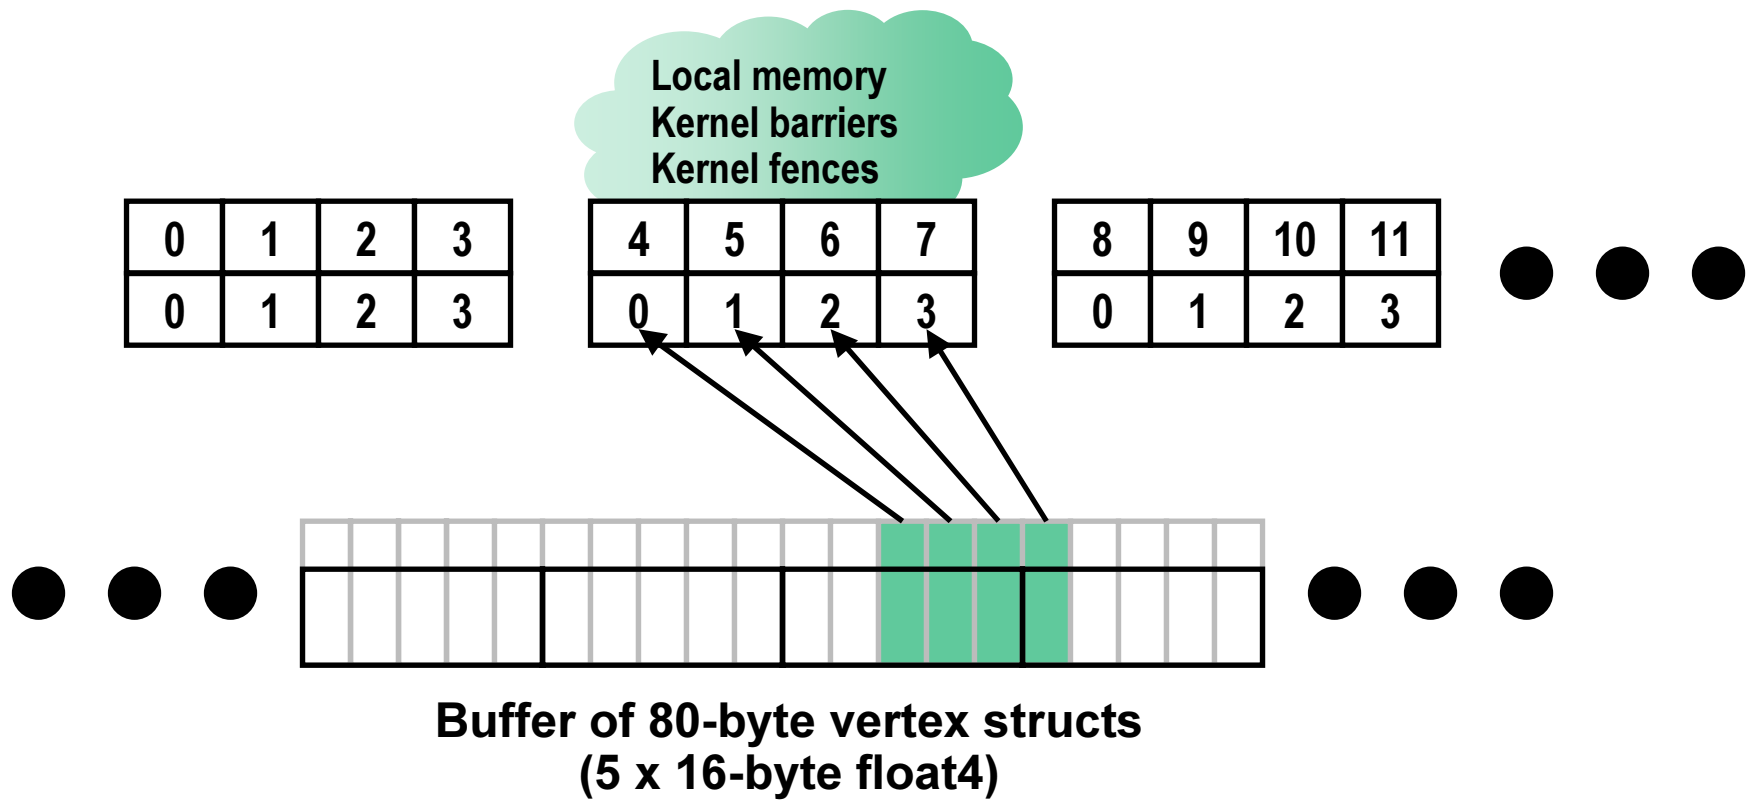 Local memory
Kernel barriers
Kernel fences
0 1 2 3 4 5 6 7 8 9 10 11
0 1 2 3 0 1 2 3 0 1 2 3
Buffer of 80-byte vertex structs
(5 x 16-byte float4)